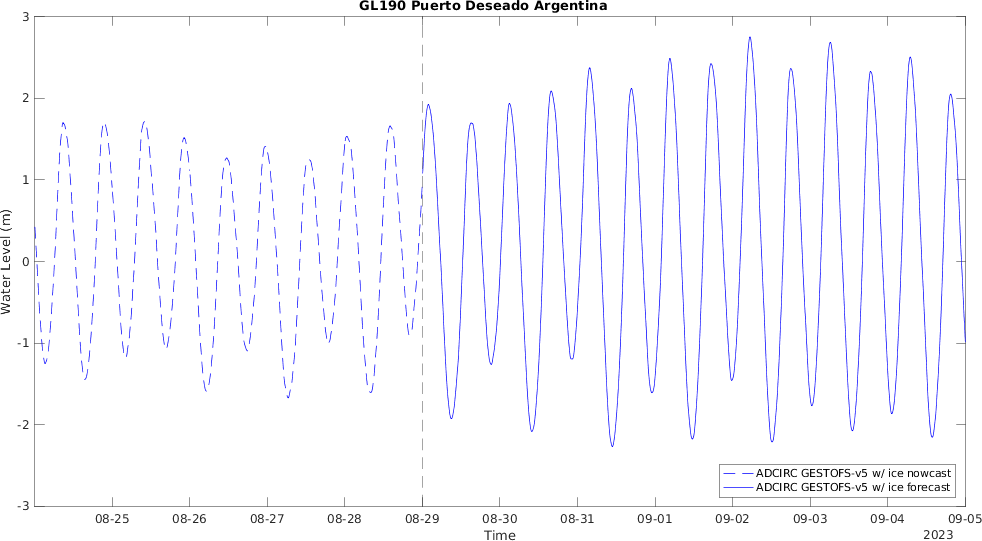 GL190 Puerto Deseado Argentina
3
2
1
0
-1
-2
-3
Water Level (m)
ADCIRC GESTOFS-v5 w/ ice nowcast
ADCIRC GESTOFS-v5 w/ ice forecast
08-25 08-26 08-27 08-28 08-29 08-30 08-31 09-01 09-02 09-03 09-04 09-05
Time
2023